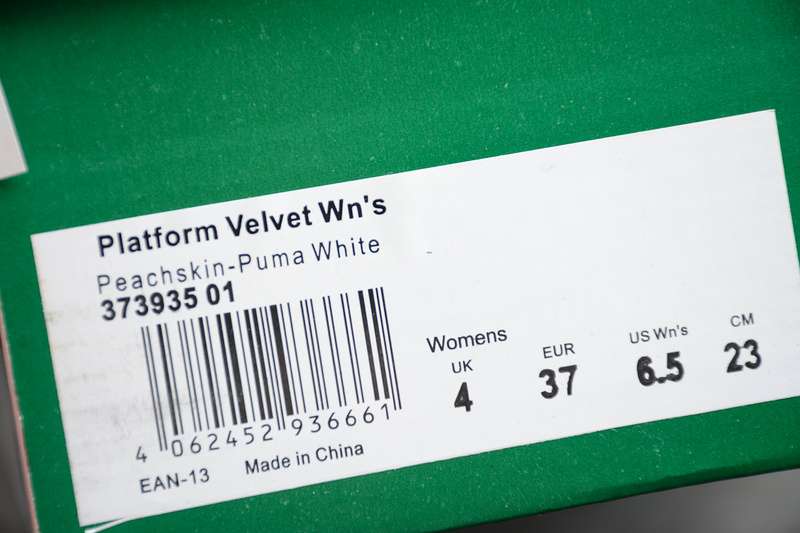 Platform Velvet Wn's
Peachskin-Puma White
373935 01
4 062452 936661
EAN-13 Made in China
Womens
UK EUR US Wn's CM
4 37 6.5 23